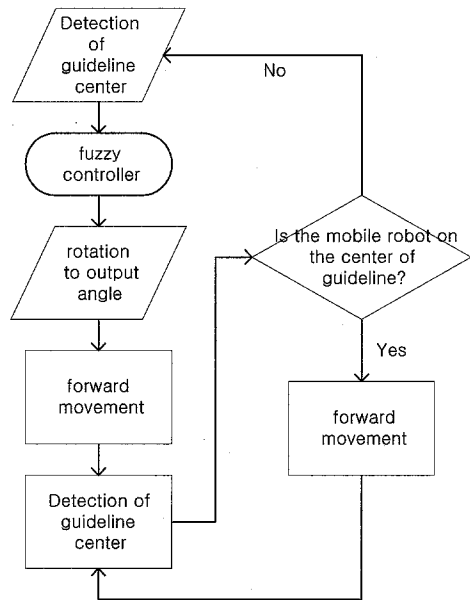 Detection
of
guideline
center
No
fuzzy
controller
rotation
to output
angle
Is the mobile robot on
the center of
guideline?
Yes
forward
movement
forward
movement
Detection of
guideline
center